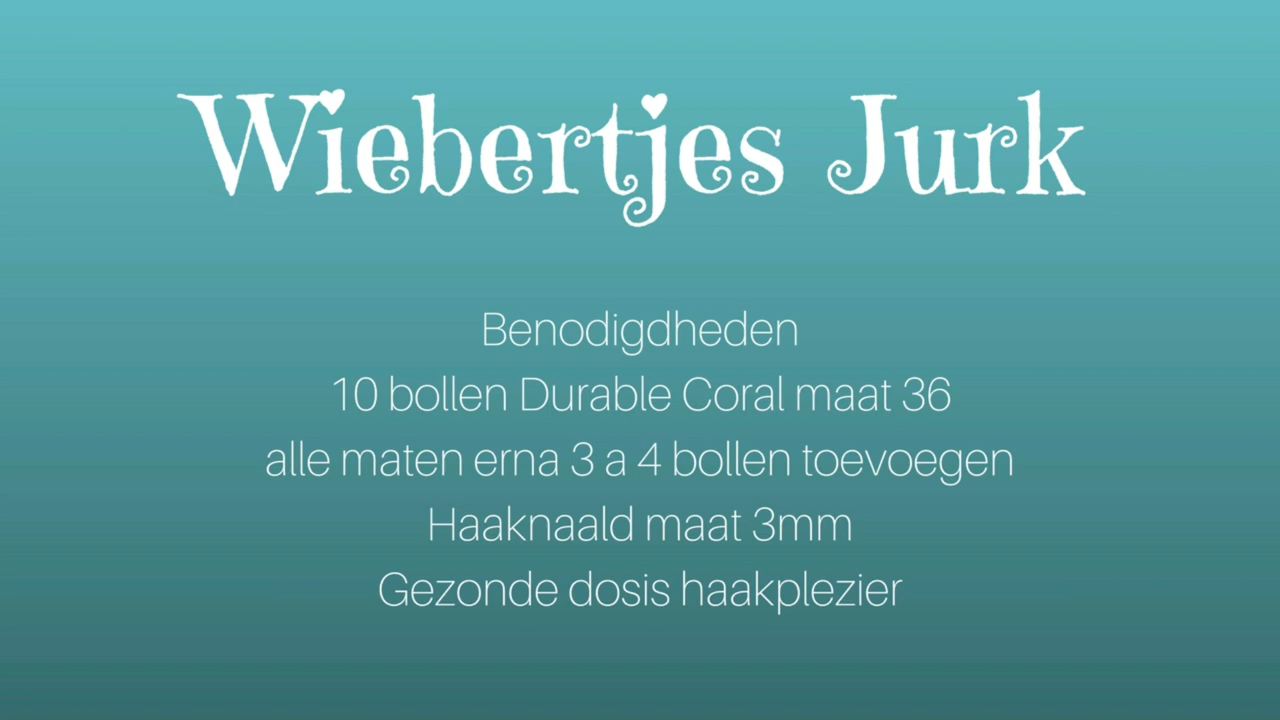 Wiebertjes Jurk
Benodigdheden
10 bollen Durable Coral maat 36
alle maten erna 3 a 4 bollen toevoegen
Haaknaald maat 3mm
Gezonde dosis haakplezier